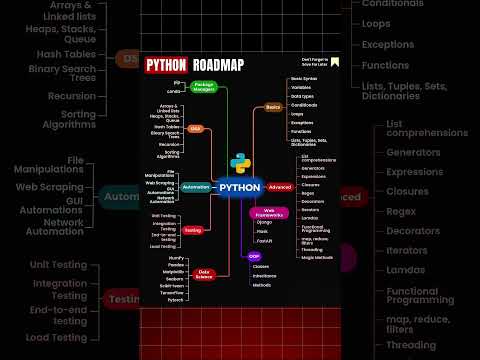 PYTHON ROADMAP
Don't Forget to
Save for Later
pip
conda
Package
Managers
Arrays &
Linked lists
Heaps, Stacks,
Queue
Hash Tables
Binary Search
Trees
Recursion
Sorting
Algorithms
DSA
File
Manipulations
Web Scraping
GUI
Automations
Network
Automation
Automation
Unit Testing
Integration
Testing
End-to-end
testing
Load Testing
Testing
NumPy
Pandas
Matplotlib
Seaborn
TensorFlow
Pytorch
Data
Science
PYTHON
Basics
Basic Syntax
Variables
Data types
Conditionals
Loops
Exceptions
Functions
Lists, Tuples, Sets,
Dictionaries
Advanced
List
comprehensions
Generators
Expressions
Closures
Regex
Decorators
Iterators
Lamdas
Functional
Programming
map, reduce,
filters
Threading
Magic Methods
Web
Frameworks
Django
Flask
FastAPI
OOP
Classes
Inheritance
Methods
Arrays &
Linked lists
Heaps, Stacks,
Queue
Hash Tables
Binary Search
Trees
Recursion
Sorting
Algorithms
DS
File
Manipulations
Web Scraping
GUI
Automations
Network
Automation
Automation
Unit Testing
Integration
Testing
End-to-end
testing
Load Testing
Testing
Conditionals
Loops
Exceptions
Functions
Lists, Tuples, Sets,
Dictionaries
List
comprehensions
Generators
Expressions
Closures
Regex
Decorators
Iterators
Lamdas
Functional
Programming
map, reduce,
filters
Threading